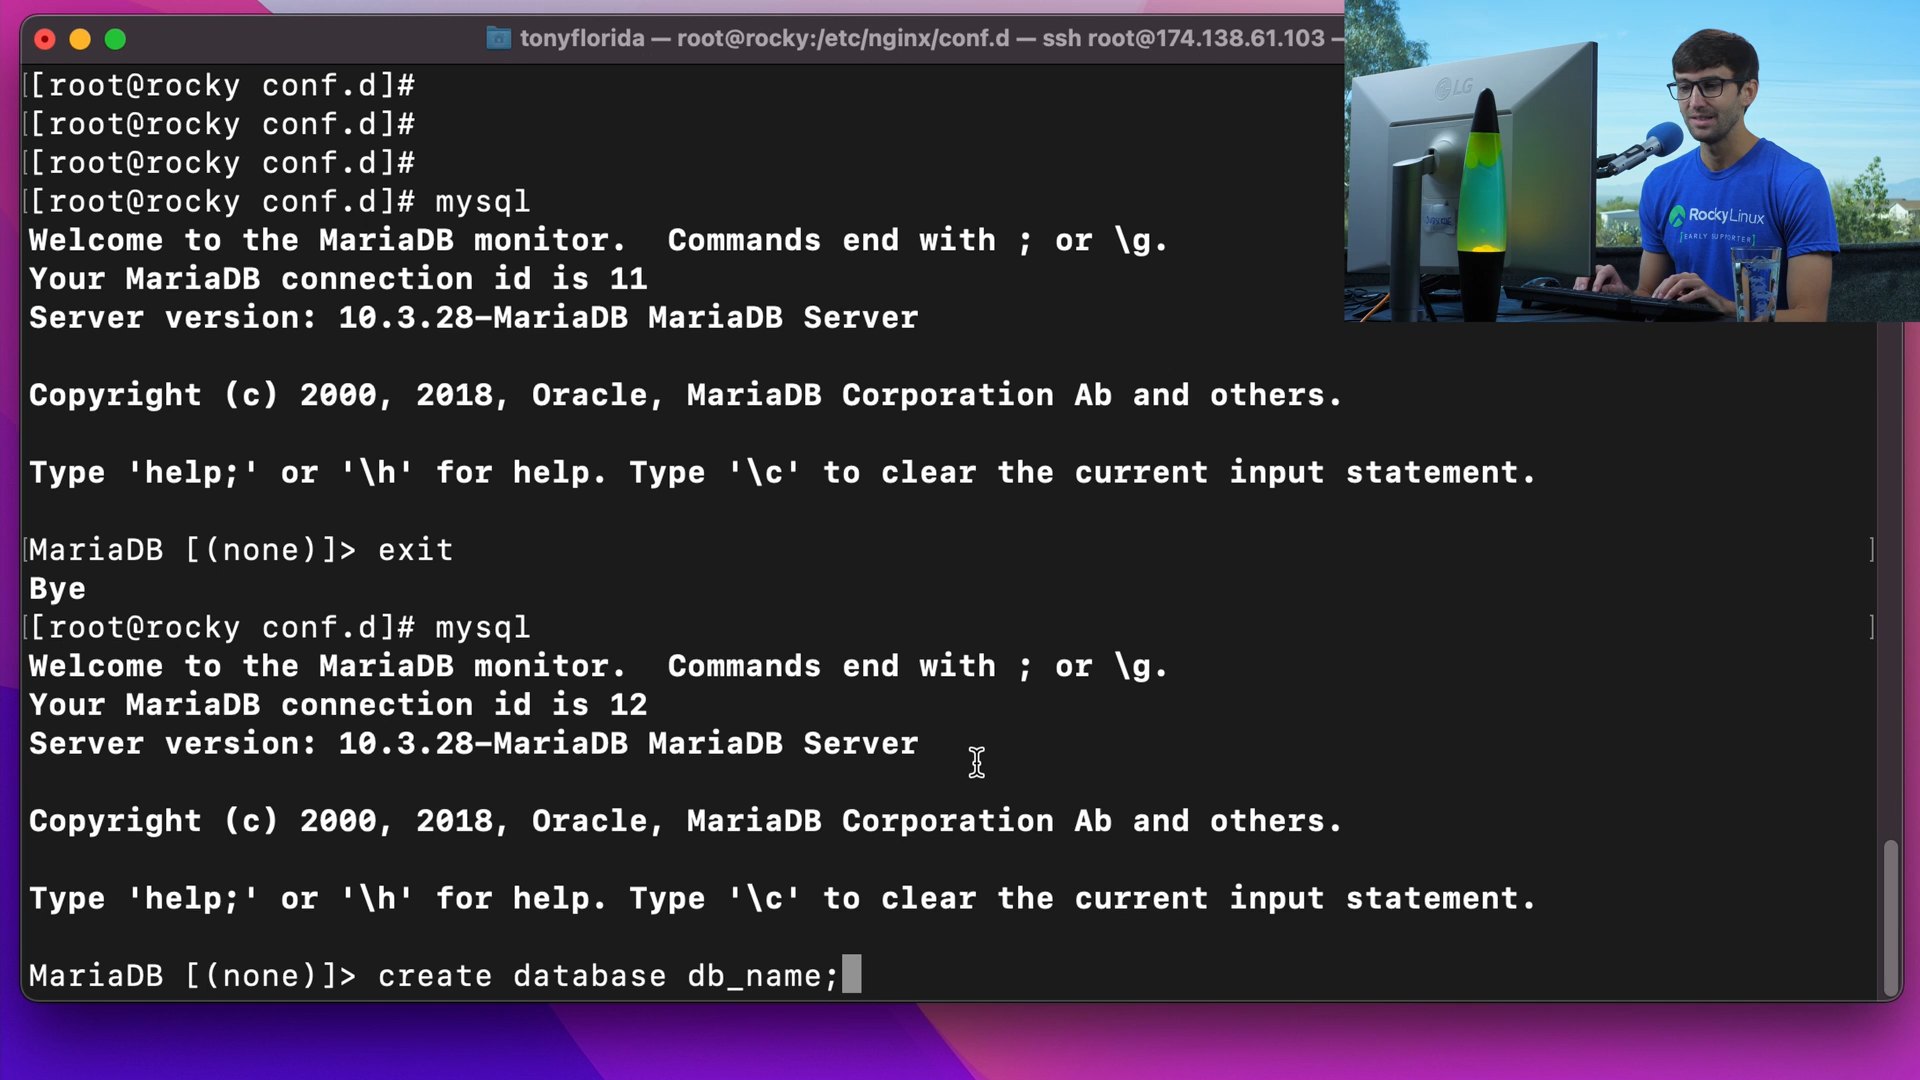 tonyflorida — root@rocky:/etc/nginx/conf.d — ssh root@174.138.61.103 —
[[root@rocky conf.d]#
[[root@rocky conf.d]#
[[root@rocky conf.d]#
[[root@rocky conf.d]# mysql
Welcome to the MariaDB monitor.  Commands end with ; or \g.
Your MariaDB connection id is 11
Server version: 10.3.28-MariaDB MariaDB Server
Copyright (c) 2000, 2018, Oracle, MariaDB Corporation Ab and others.
Type 'help;' or '\h' for help. Type '\c' to clear the current input statement.
[MariaDB [(none)]> exit ]
Bye
[[root@rocky conf.d]# mysql ]
Welcome to the MariaDB monitor.  Commands end with ; or \g.
Your MariaDB connection id is 12
Server version: 10.3.28-MariaDB MariaDB Server
Copyright (c) 2000, 2018, Oracle, MariaDB Corporation Ab and others.
Type 'help;' or '\h' for help. Type '\c' to clear the current input statement.
MariaDB [(none)]> create database db_name;
LG
Rocky Linux
[EARLY SUPPORTER]